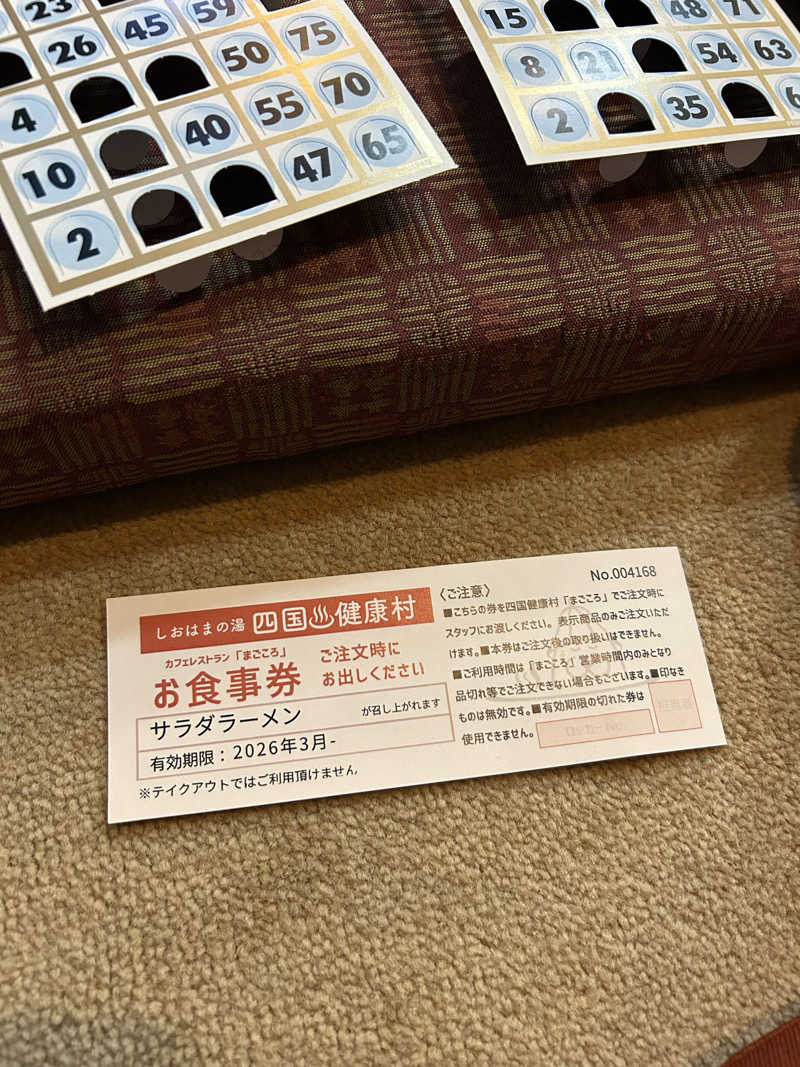 23
26 45 59
4 50 75
10 40 55 70
2 47 65
15 48 71
8 21 54 63
2 35
No.004168
しおはまの湯 四国健康村
カフェレストラン「まごころ」
お食事券
ご注文時に
お出しください
サラダラーメン が召し上がれます
有効期限：2026年3月-
※テイクアウトではご利用頂けません
〈ご注意〉
■こちらの券を四国健康村「まごころ」でご注文時に
スタッフにお渡しください。表示商品のみご注文いただ
けます。■本券はご注文後の取り扱いはできません。
■ご利用時間は「まごころ」営業時間内のみとなり
品切れ等でご注文できない場合もございます。■印なき
ものは無効です。■有効期限の切れた券は
使用できません。
ロッカーNo.
担当者